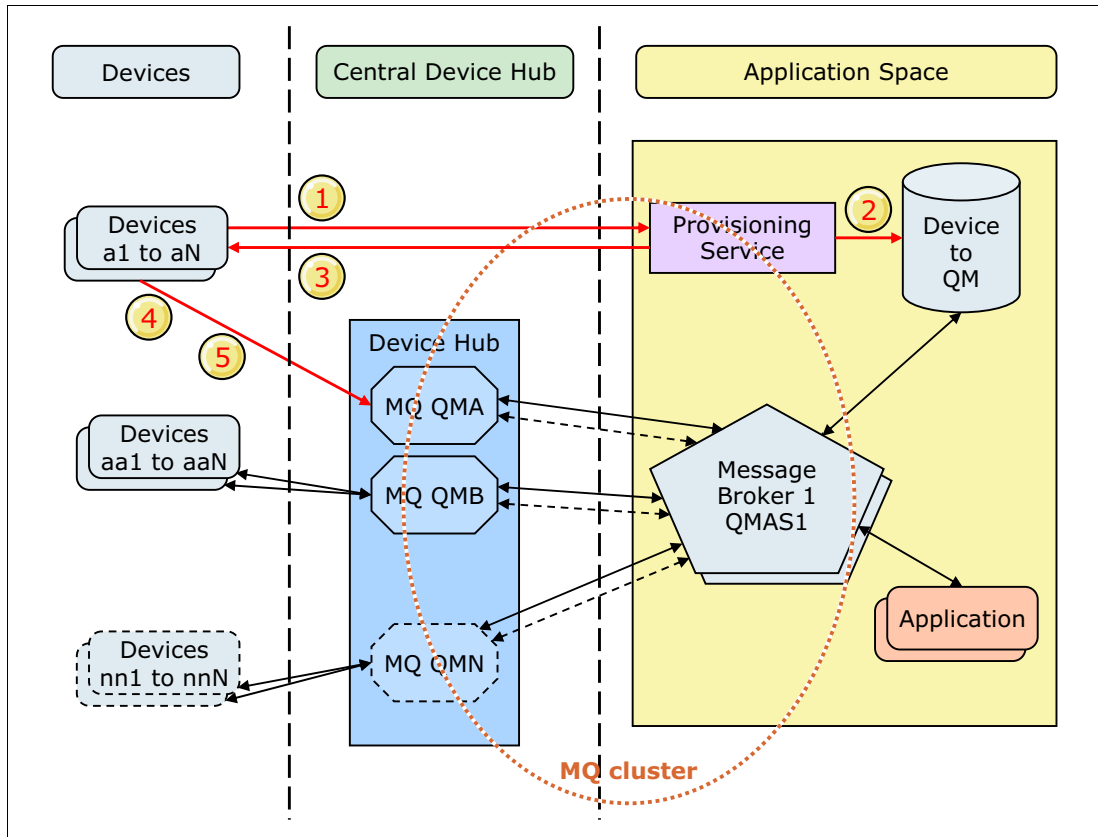 Devices
Central Device Hub
Application Space
1
2
Devices
a1 to aN
Provisioning
Service
Device
to
QM
3
4
5
Device Hub
MQ QMA
Devices
aa1 to aaN
MQ QMB
Message
Broker 1
QMAS1
Application
Devices
nn1 to nnN
MQ QMN
MQ cluster